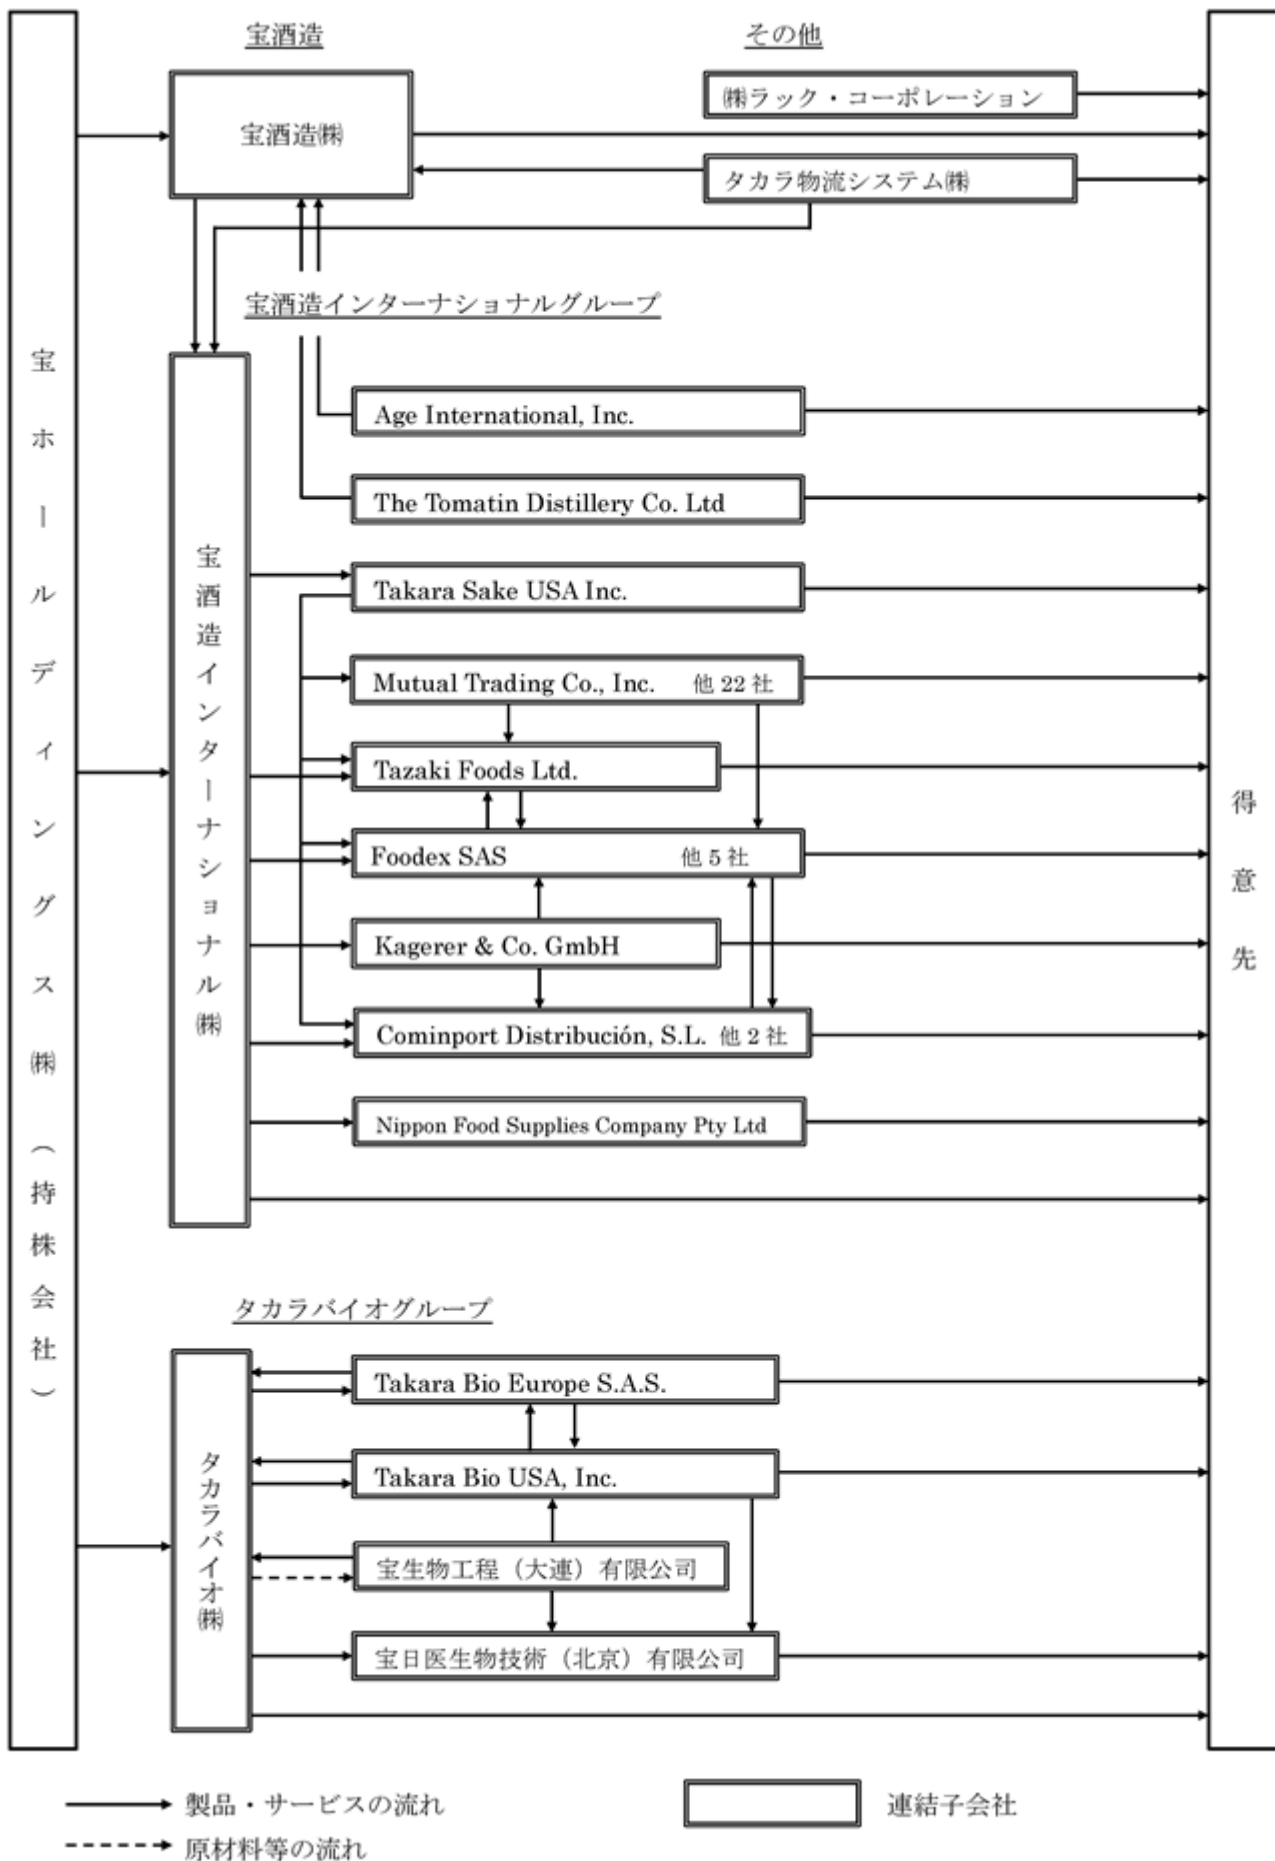 宝酒造
その他
宝酒造㈱
㈱ラック・コーポレーション
タカラ物流システム㈱
宝ホールディングス㈱(持株会社)
宝酒造インターナショナルグループ
宝酒造インターナショナル㈱
Age International, Inc.
The Tomatin Distillery Co. Ltd
Takara Sake USA Inc.
Mutual Trading Co., Inc. 他 22 社
Tazaki Foods Ltd.
Foodex SAS 他 5 社
Kagerer & Co. GmbH
Cominport Distribución, S.L. 他 2 社
Nippon Food Supplies Company Pty Ltd
得意先
タカラバイオグループ
タカラバイオ㈱
Takara Bio Europe S.A.S.
Takara Bio USA, Inc.
宝生物工程(大連)有限公司
宝日医生物技術(北京)有限公司
製品・サービスの流れ
連結子会社
原材料等の流れ